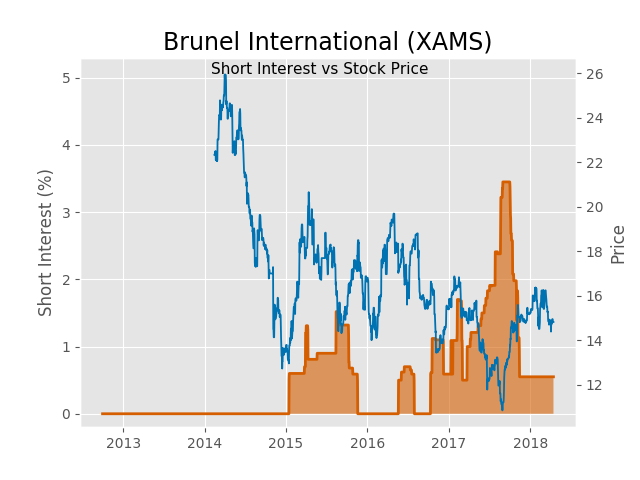 Brunel International (XAMS)
Short Interest vs Stock Price
Short Interest (%)
5
4
3
2
1
0
26
24
22
20
18
16
14
12
Price
2013 2014 2015 2016 2017 2018